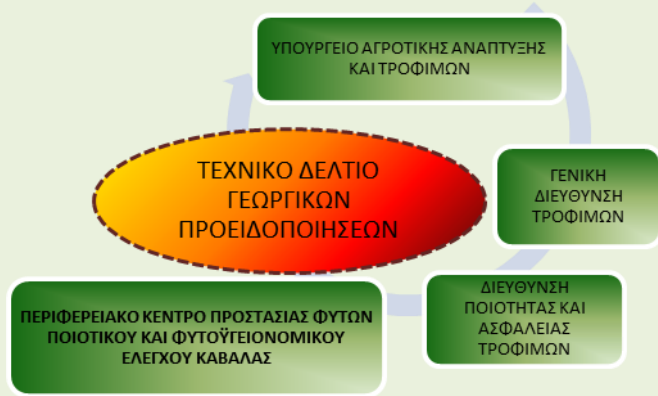 ΥΠΟΥΡΓΕΙΟ ΑΓΡΟΤΙΚΗΣ ΑΝΑΠΤΥΞΗΣ
ΚΑΙ ΤΡΟΦΙΜΩΝ
ΤΕΧΝΙΚΟ ΔΕΛΤΙΟ
ΓΕΩΡΓΙΚΩΝ
ΠΡΟΕΙΔΟΠΟΙΗΣΕΩΝ
ΓΕΝΙΚΗ
ΔΙΕΥΘΥΝΣΗ
ΤΡΟΦΙΜΩΝ
ΔΙΕΥΘΥΝΣΗ
ΠΟΙΟΤΗΤΑΣ ΚΑΙ
ΑΣΦΑΛΕΙΑΣ
ΤΡΟΦΙΜΩΝ
ΠΕΡΙΦΕΡΕΙΑΚΟ ΚΕΝΤΡΟ ΠΡΟΣΤΑΣΙΑΣ ΦΥΤΩΝ
ΠΟΙΟΤΙΚΟΥ ΚΑΙ ΦΥΤΟΫΓΕΙΟΝΟΜΙΚΟΥ
ΕΛΕΓΧΟΥ ΚΑΒΑΛΑΣ